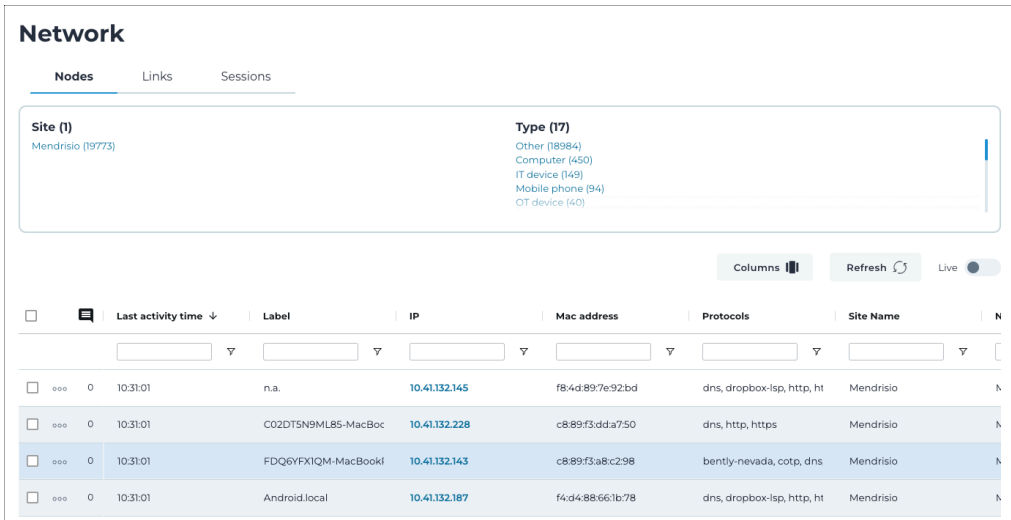 Network
Nodes Links Sessions
Site (1) Type (17)
Mendrisio (19773) Other (18984)
Computer (450)
IT device (149)
Mobile phone (94)
OT device (40)
Columns Refresh Live
Last activity time Label IP Mac address Protocols Site Name N
0 10:31:01 n.a. 10.41.132.145 f8:4d:89:7e:92:bd dns, dropbox-lsp, http, ht Mendrisio
0 10:31:01 C02DT5N9ML85-MacBoc 10.41.132.228 c8:89:f3:dd:a7:50 dns, http, https Mendrisio
0 10:31:01 FDQ6YFX1QM-MacBook 10.41.132.143 c8:89:f3:a8:c2:98 bently-nevada, cotp, dns Mendrisio
0 10:31:01 Android.local 10.41.132.187 f4:d4:88:66:1b:78 dns, dropbox-lsp, http, ht Mendrisio